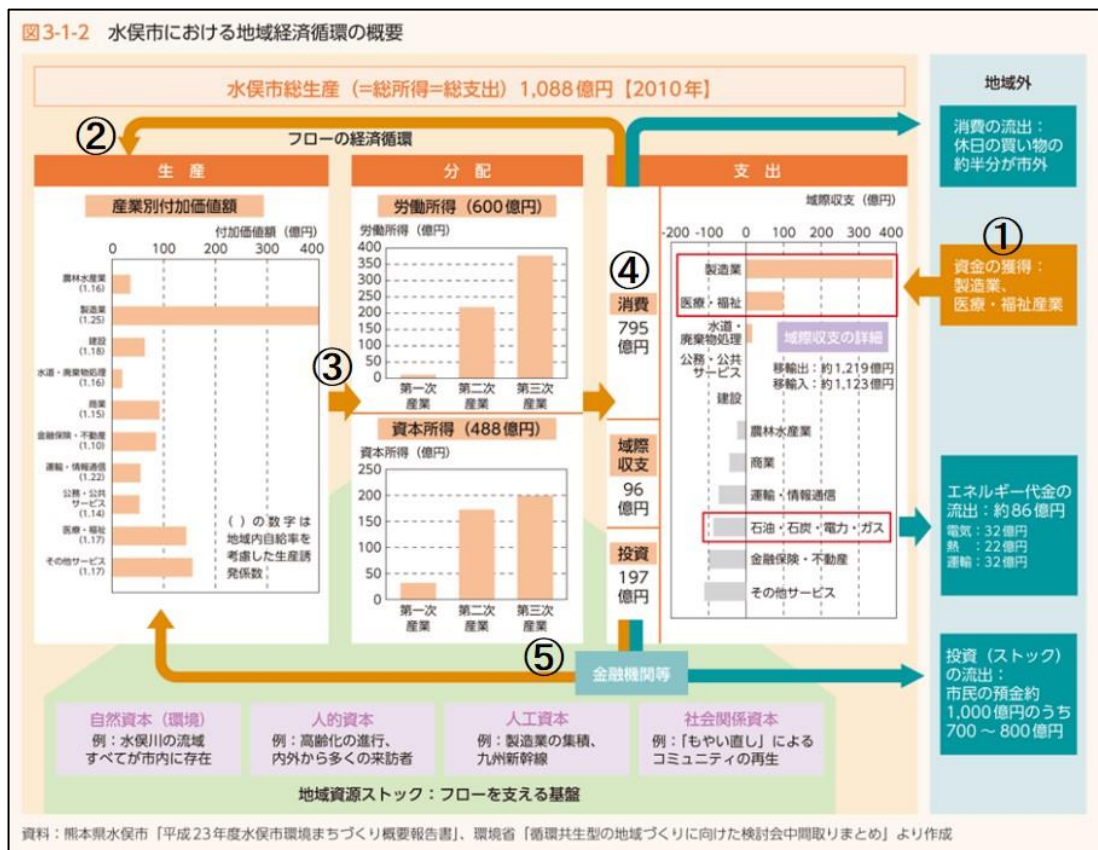 図3-1-2 水俣市における地域経済循環の概要
水俣市総生産（=総所得=総支出）1,088億円【2010年】
②
フローの経済循環
生産
産業別付加価値額
付加価値額（億円）
0 100 200 300 400
農林水産業
(1.16)
製造業
(1.25)
建設
(1.18)
水道・廃棄物処理
(1.16)
商業
(1.15)
金融保険・不動産
(1.10)
運輸・情報通信
(1.22)
公務・公共
サービス
(1.14)
医療・福祉
(1.17)
その他サービス
(1.17)
（ ）の数字は
地域内自給率を
考慮した生産誘
発係数
③
分配
労働所得（600億円）
労働所得（億円）
400
350
300
250
200
150
100
50
0
第一次
産業
第二次
産業
第三次
産業
資本所得（488億円）
資本所得（億円）
250
200
150
100
50
0
第一次
産業
第二次
産業
第三次
産業
支出
④
消費
795
億円
域際
収支
96
億円
投資
197
億円
域際収支（億円）
-200 -100 0 100 200 300 400
製造業
医療・福祉
水道・
廃棄物処理
公務・公共
サービス
建設
域際収支の詳細
移輸出：約1,219億円
移輸入：約1,123億円
農林水産業
商業
運輸・情報通信
石油・石炭・電力・ガス
金融保険・不動産
その他サービス
⑤
金融機関等
地域外
消費の流出：
休日の買い物の
約半分が市外
①
資金の獲得：
製造業、
医療・福祉産業
エネルギー代金の
流出：約86億円
電気：32億円
熱：22億円
運輸：32億円
投資（ストック）
の流出：
市民の預金約
1,000億円のうち
700～800億円
自然資本（環境）
例：水俣川の流域
すべてが市内に存在
人的資本
例：高齢化の進行、
内外から多くの来訪者
人工資本
例：製造業の集積、
九州新幹線
社会関係資本
例：「もやい直し」による
コミュニティの再生
地域資源ストック：フローを支える基盤
資料：熊本県水俣市「平成23年度水俣市環境まちづくり概要報告書」、環境省「循環共生型の地域づくりに向けた検討会中間取りまとめ」より作成